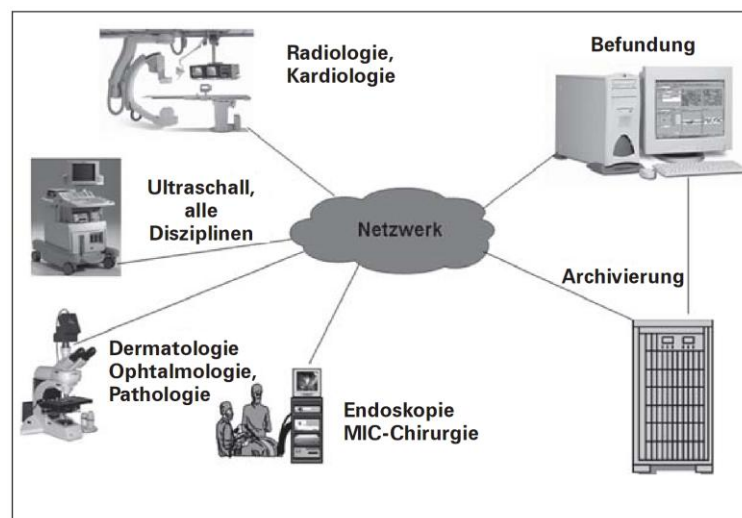 Radiologie,
Kardiologie
Befundung
Ultraschall,
alle
Disziplinen
Netzwerk
Archivierung
Dermatologie
Ophtalmologie,
Pathologie
Endoskopie
MIC-Chirurgie